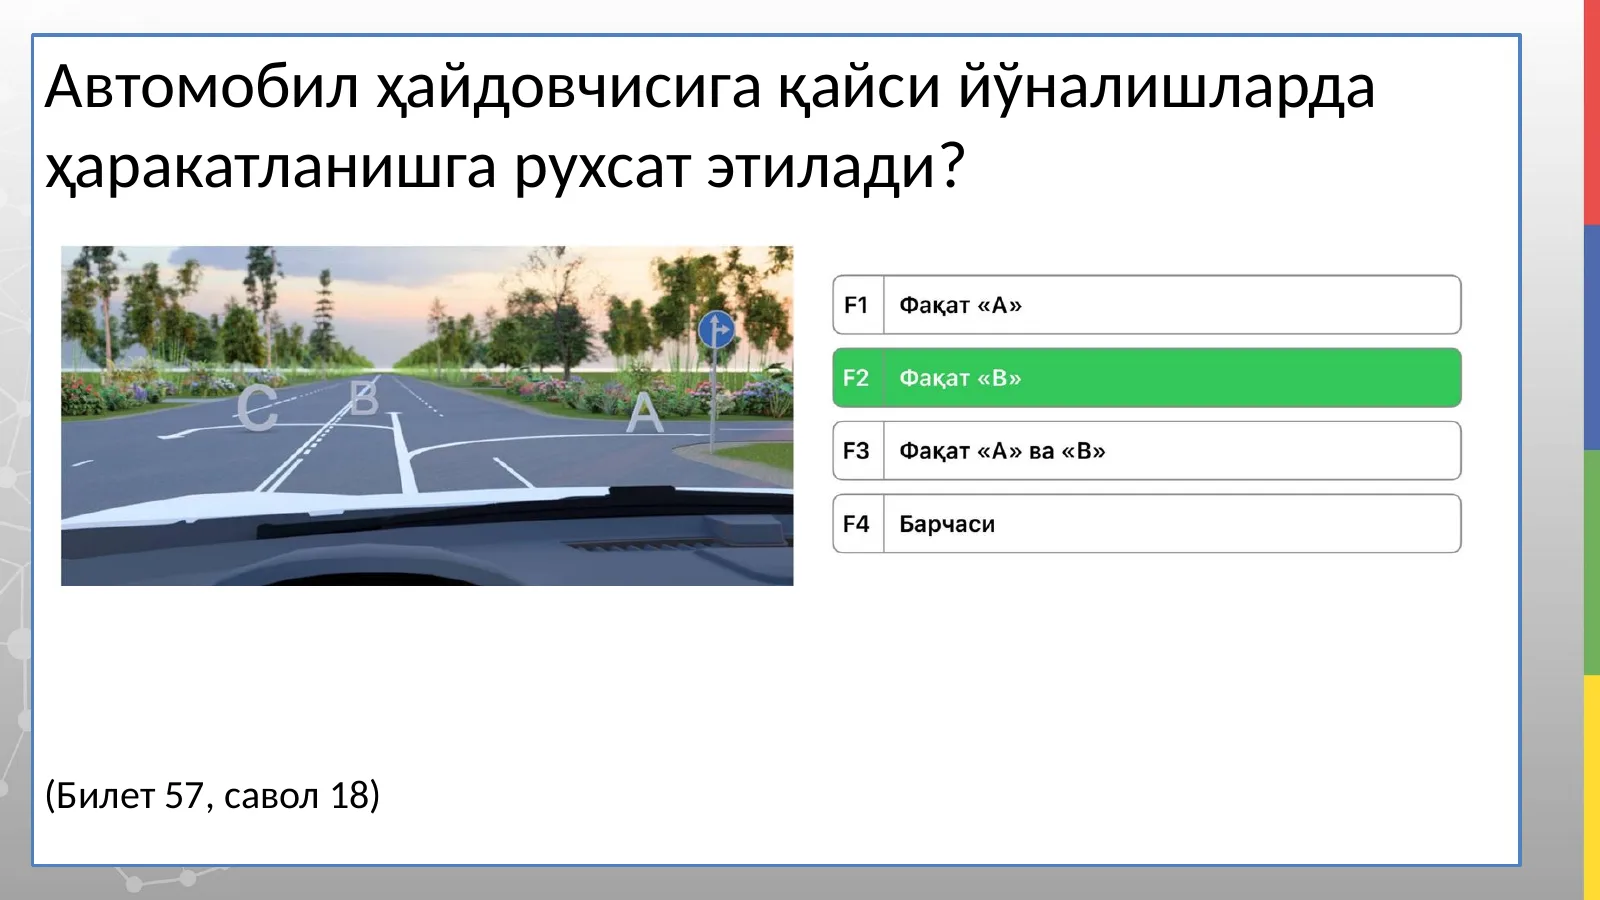 Автомобил ҳайдовчисига қайси йўналишларда
ҳаракатланишга рухсат этилади?
C
B
A
F1 Фақат «А»
F2 Фақат «В»
F3 Фақат «А» ва «В»
F4 Барчаси
(Билет 57, савол 18)